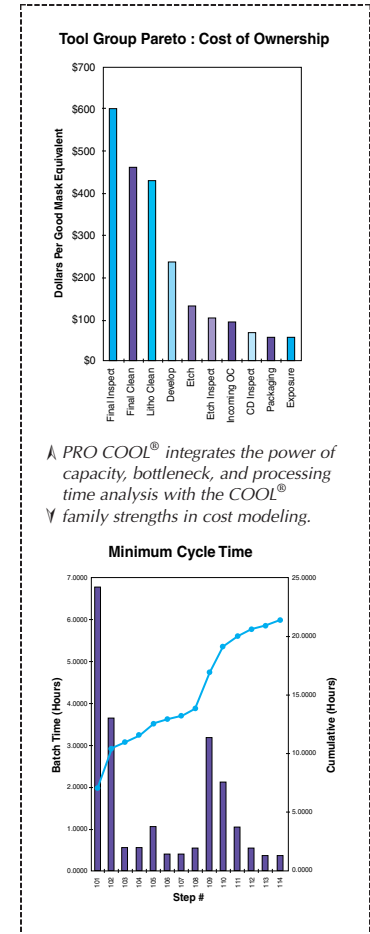 Tool Group Pareto : Cost of Ownership
$700
$600
$500
$400
$300
$200
$100
$0
Dollars Per Good Mask Equivalent
Final Inspect
Final Clean
Litho Clean
Develop
Etch
Etch Inspect
Incoming QC
CD Inspect
Packaging
Exposure
PRO COOL® integrates the power of
capacity, bottleneck, and processing
time analysis with the COOL®
family strengths in cost modeling.
Minimum Cycle Time
7.0000
6.0000
5.0000
4.0000
3.0000
2.0000
1.0000
0.0000
Batch Time (Hours)
25.0000
20.0000
15.0000
10.0000
5.0000
0.0000
Cumulative (Hours)
101
102
103
104
105
106
107
108
109
110
111
112
113
114
Step #